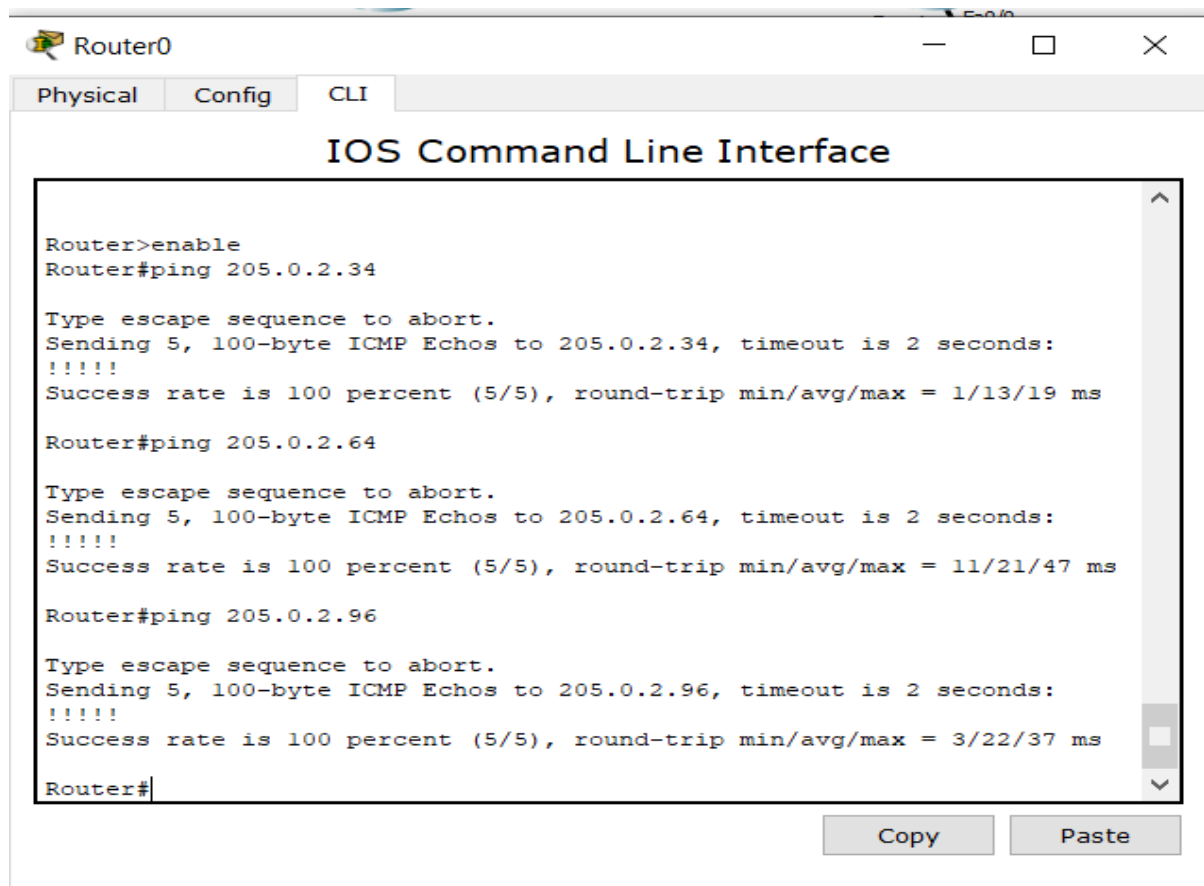 Fa0/0
Router0
Physical Config CLI
IOS Command Line Interface
Router>enable
Router#ping 205.0.2.34
Type escape sequence to abort.
Sending 5, 100-byte ICMP Echos to 205.0.2.34, timeout is 2 seconds:
!!!!!
Success rate is 100 percent (5/5), round-trip min/avg/max = 1/13/19 ms
Router#ping 205.0.2.64
Type escape sequence to abort.
Sending 5, 100-byte ICMP Echos to 205.0.2.64, timeout is 2 seconds:
!!!!!
Success rate is 100 percent (5/5), round-trip min/avg/max = 11/21/47 ms
Router#ping 205.0.2.96
Type escape sequence to abort.
Sending 5, 100-byte ICMP Echos to 205.0.2.96, timeout is 2 seconds:
!!!!!
Success rate is 100 percent (5/5), round-trip min/avg/max = 3/22/37 ms
Router#
Copy Paste